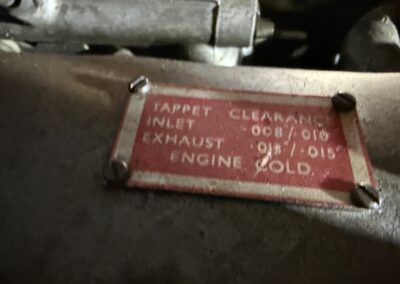 TAPPET CLEARANCE
INLET ·008/·010
EXHAUST ·013/·015
ENGINE COLD.